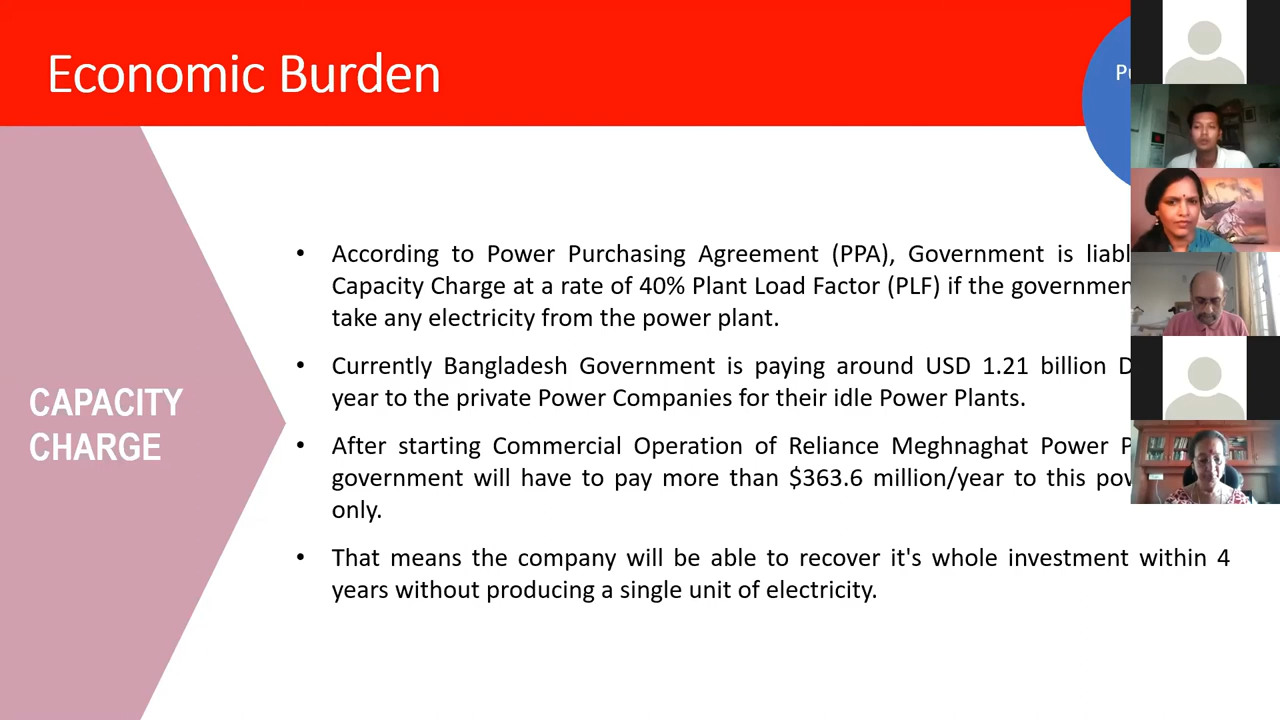 Economic Burden
CAPACITY
CHARGE
• According to Power Purchasing Agreement (PPA), Government is
Capacity Charge at a rate of 40% Plant Load Factor (PLF) if the
take any electricity from the power plant.
• Currently Bangladesh Government is paying around USD 1.21 billion
year to the private Power Companies for their idle Power Plants.
• After starting Commercial Operation of Reliance Meghnaghat Power
government will have to pay more than $363.6 million/year to this
only.
• That means the company will be able to recover it's whole investment within 4
years without producing a single unit of electricity.